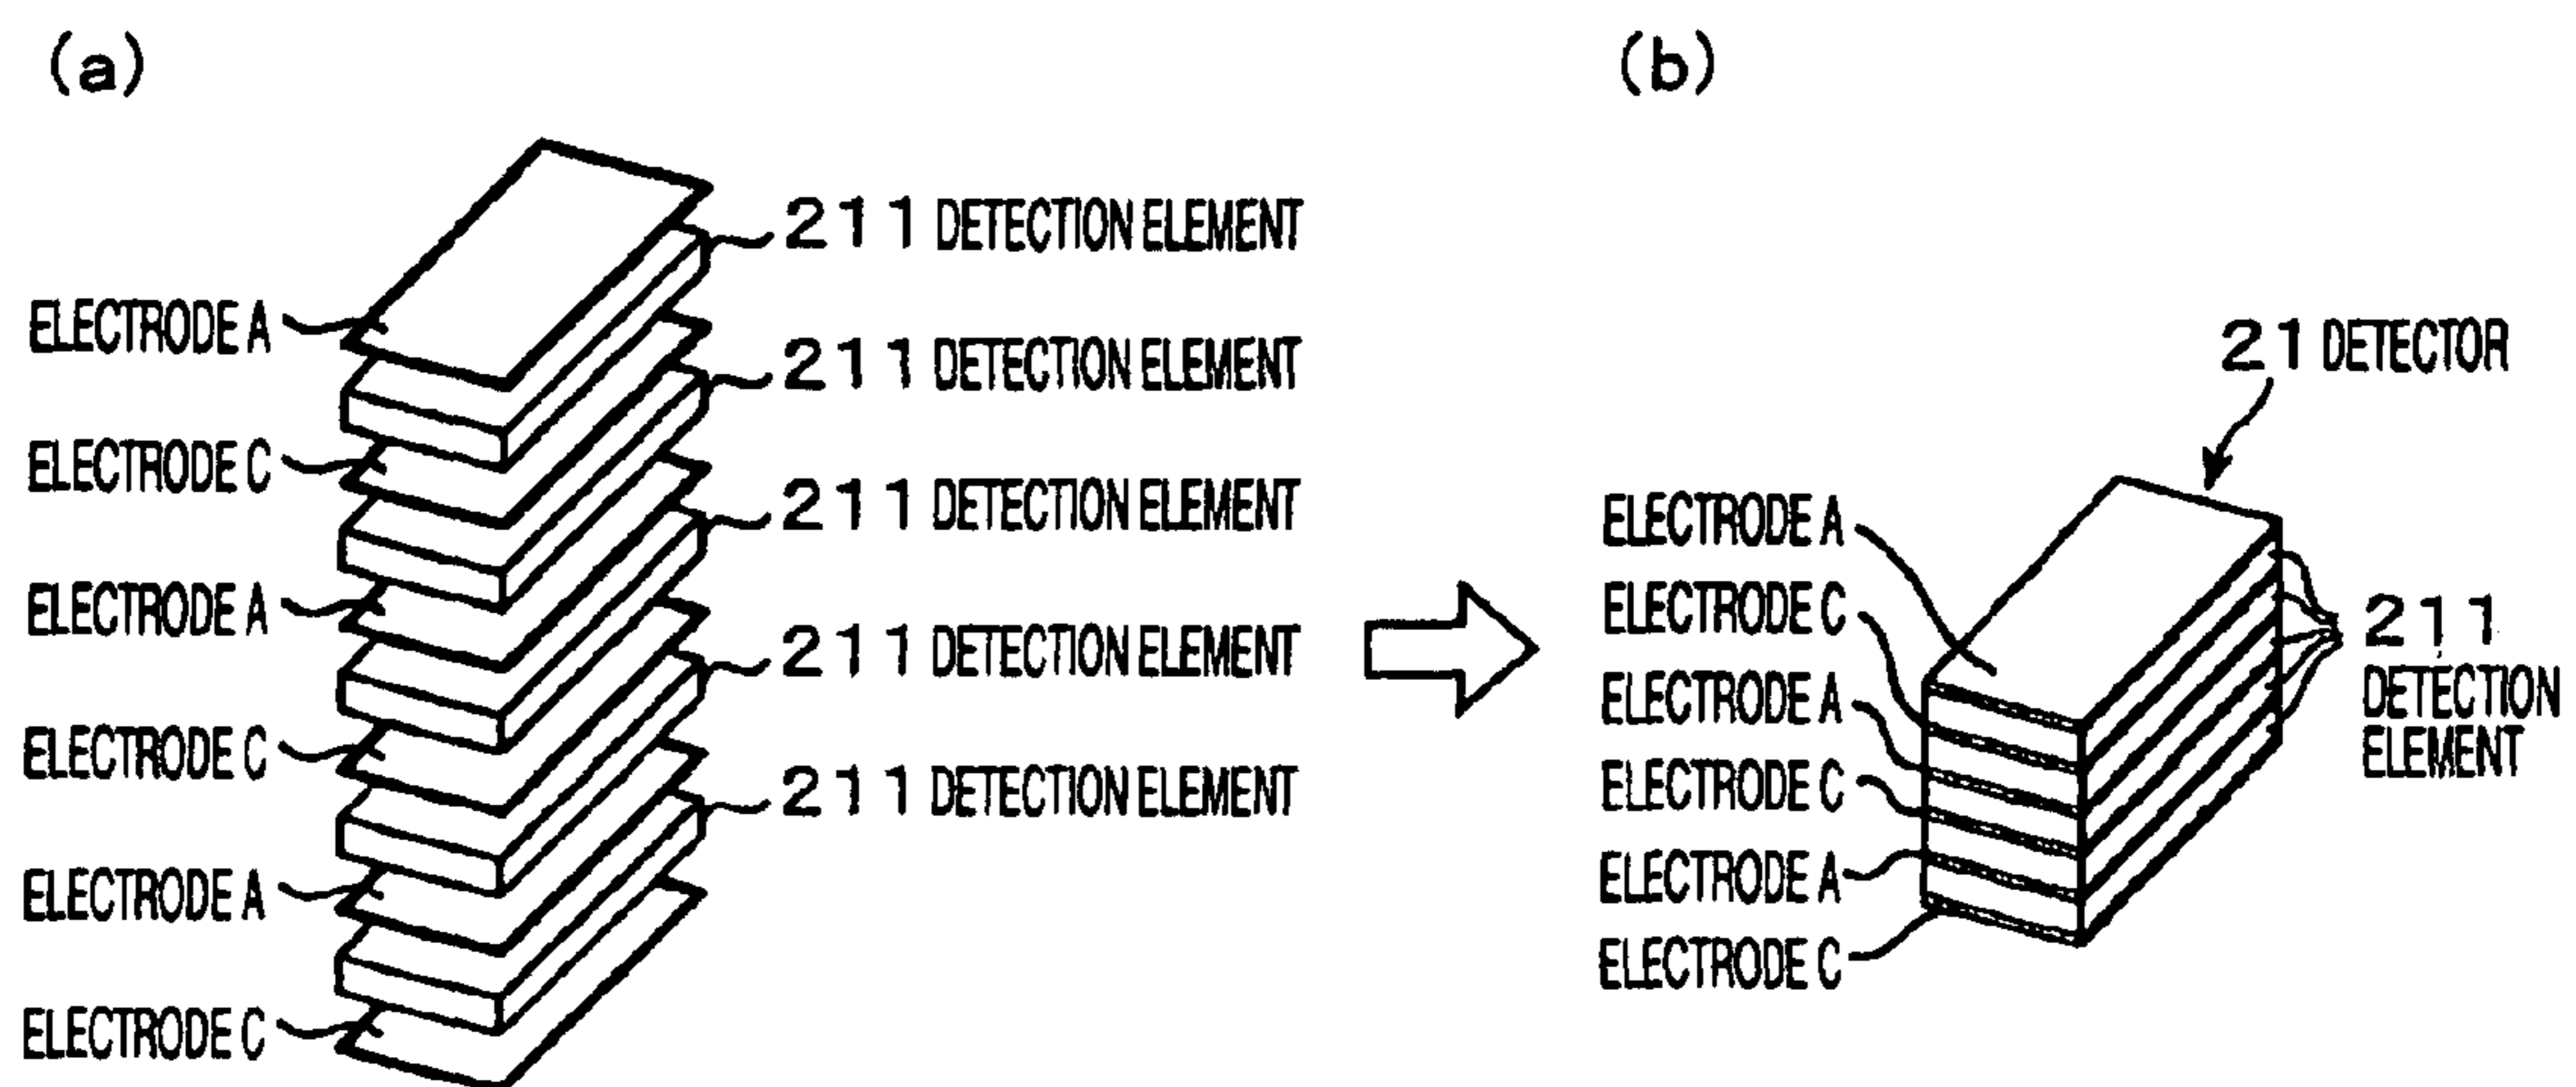 (a)
ELECTRODE A
ELECTRODE C
ELECTRODE A
ELECTRODE C
ELECTRODE A
ELECTRODE C
211 DETECTION ELEMENT
211 DETECTION ELEMENT
211 DETECTION ELEMENT
211 DETECTION ELEMENT
211 DETECTION ELEMENT
(b)
21 DETECTOR
ELECTRODE A
ELECTRODE C
ELECTRODE A
ELECTRODE C
ELECTRODE A
ELECTRODE C
211
DETECTION
ELEMENT